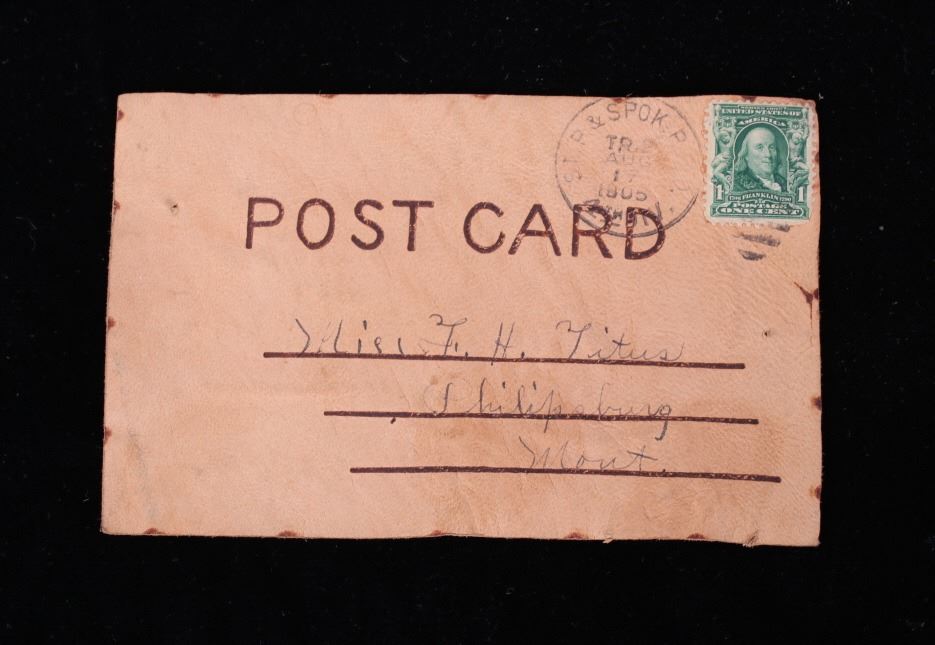 ST. P. & SPOK. R.P.O.
TR. 2
AUG
17
1905
UNITED STATES OF
AMERICA
1 1
FRANKLIN
POSTAGE
ONE CENT
POST CARD
Miss F. H. Titus
Philipsburg
Mont.